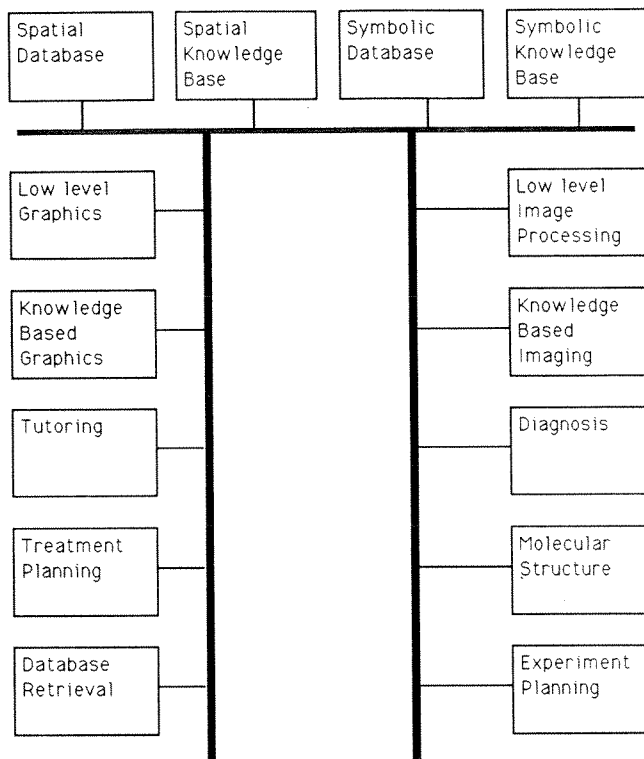 Spatial
Database
Spatial
Knowledge
Base
Symbolic
Database
Symbolic
Knowledge
Base
Low level
Graphics
Low level
Image
Processing
Knowledge
Based
Graphics
Knowledge
Based
Imaging
Tutoring
Diagnosis
Treatment
Planning
Molecular
Structure
Database
Retrieval
Experiment
Planning